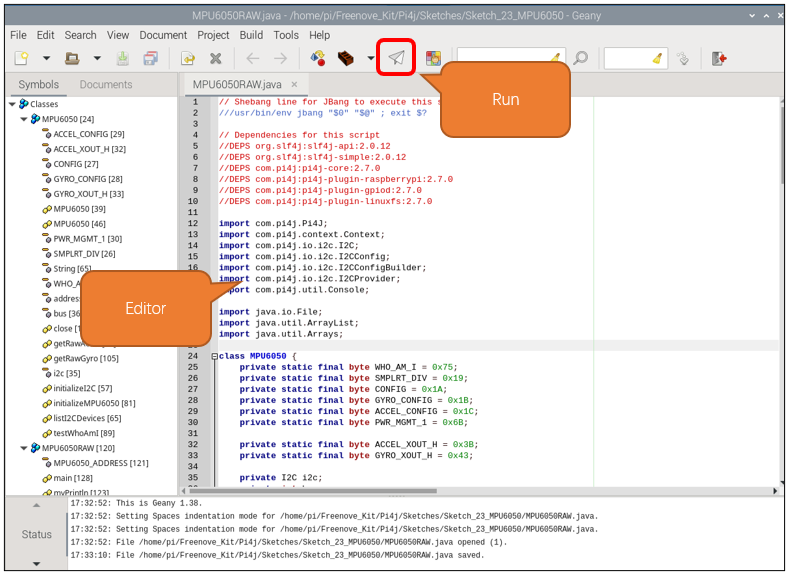 MPU6050RAW.java - /home/pi/Freenove_Kit/Pi4j/Sketches/Sketch_23_MPU6050 - Geany
File Edit Search View Document Project Build Tools Help
Run
Symbols Documents
MPU6050RAW.java ×
Classes
MPU6050 [24]
ACCEL_CONFIG [29]
ACCEL_XOUT_H [32]
CONFIG [27]
GYRO_CONFIG [28]
GYRO_XOUT_H [33]
MPU6050 [39]
MPU6050 [46]
PWR_MGMT_1 [30]
SMPLRT_DIV [26]
String [65]
WHO_A
address
bus [36
close [1
getRawA
getRawGyro [105]
i2c [35]
initializeI2C [57]
initializeMPU6050 [81]
listI2CDevices [65]
testWhoAmI [89]
MPU6050RAW [120]
MPU6050_ADDRESS [121]
main [128]
myPrintln [123]
Editor
1 // Shebang line for JBang to execute this s
2 ///usr/bin/env jbang "$0" "$@" ; exit $?
3
4 // Dependencies for this script
5 //DEPS org.slf4j:slf4j-api:2.0.12
6 //DEPS org.slf4j:slf4j-simple:2.0.12
7 //DEPS com.pi4j:pi4j-core:2.7.0
8 //DEPS com.pi4j:pi4j-plugin-raspberrypi:2.7.0
9 //DEPS com.pi4j:pi4j-plugin-gpiod:2.7.0
10 //DEPS com.pi4j:pi4j-plugin-linuxfs:2.7.0
11
12 import com.pi4j.Pi4J;
13 import com.pi4j.context.Context;
14 import com.pi4j.io.i2c.I2C;
15 import com.pi4j.io.i2c.I2CConfig;
16 import com.pi4j.io.i2c.I2CConfigBuilder;
import com.pi4j.io.i2c.I2CProvider;
import com.pi4j.util.Console;
import java.io.File;
import java.util.ArrayList;
import java.util.Arrays;
24 class MPU6050 {
25 private static final byte WHO_AM_I = 0x75;
26 private static final byte SMPLRT_DIV = 0x19;
27 private static final byte CONFIG = 0x1A;
28 private static final byte GYRO_CONFIG = 0x1B;
29 private static final byte ACCEL_CONFIG = 0x1C;
30 private static final byte PWR_MGMT_1 = 0x6B;
31
32 private static final byte ACCEL_XOUT_H = 0x3B;
33 private static final byte GYRO_XOUT_H = 0x43;
34
35 private I2C i2c;
Status
17:32:52: This is Geany 1.38.
17:32:52: Setting Spaces indentation mode for /home/pi/Freenove_Kit/Pi4j/Sketches/Sketch_23_MPU6050/MPU6050RAW.java.
17:32:52: Setting Spaces indentation mode for /home/pi/Freenove_Kit/Pi4j/Sketches/Sketch_23_MPU6050/MPU6050RAW.java.
17:32:52: File /home/pi/Freenove_Kit/Pi4j/Sketches/Sketch_23_MPU6050/MPU6050RAW.java opened (1).
17:33:10: File /home/pi/Freenove_Kit/Pi4j/Sketches/Sketch_23_MPU6050/MPU6050RAW.java saved.